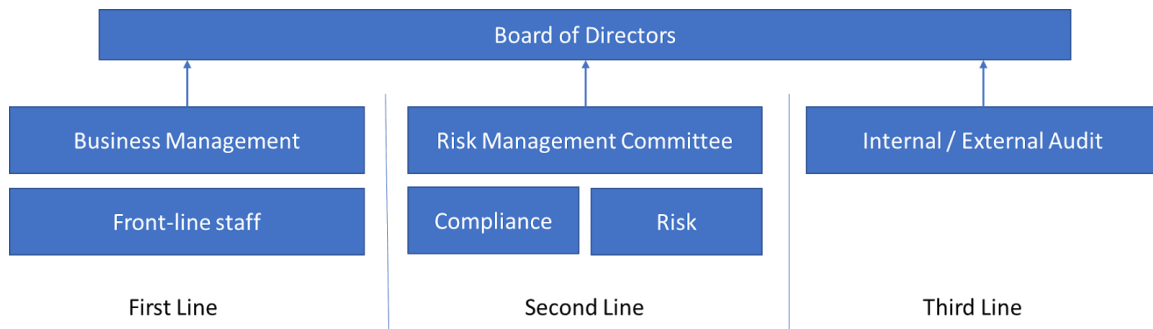 Board of Directors
Business Management
Risk Management Committee
Internal / External Audit
Front-line staff
Compliance
Risk
First Line
Second Line
Third Line